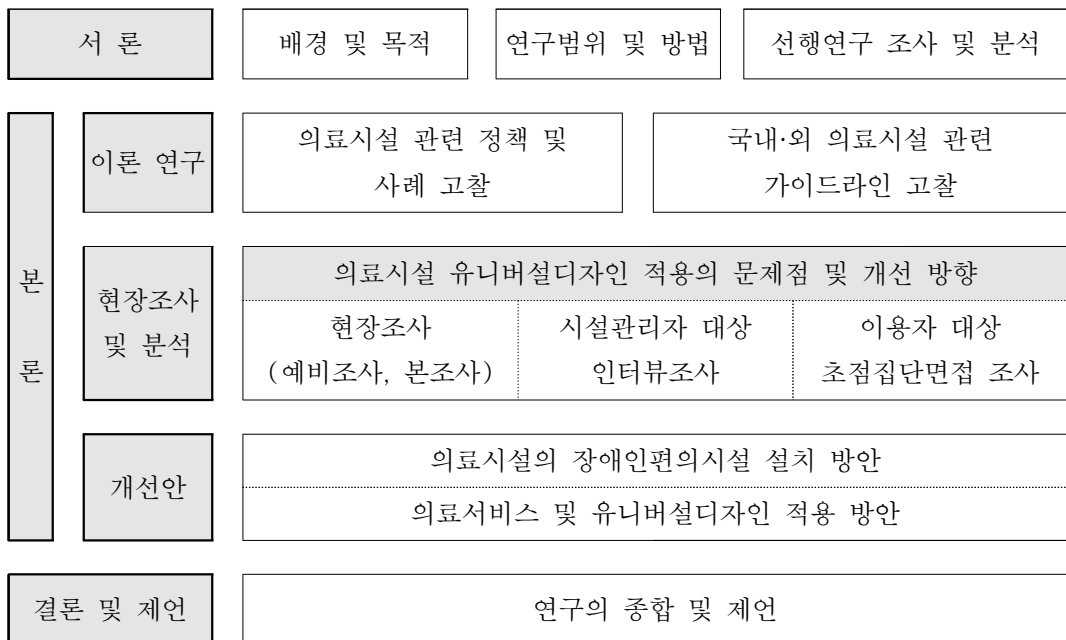 서 론
배경 및 목적
연구범위 및 방법
선행연구 조사 및 분석
본
론
이론 연구
의료시설 관련 정책 및
사례 고찰
국내·외 의료시설 관련
가이드라인 고찰
현장조사
및 분석
의료시설 유니버설디자인 적용의 문제점 및 개선 방향
현장조사
(예비조사, 본조사)
시설관리자 대상
인터뷰조사
이용자 대상
초점집단면접 조사
개선안
의료시설의 장애인편의시설 설치 방안
의료서비스 및 유니버설디자인 적용 방안
결론 및 제언
연구의 종합 및 제언